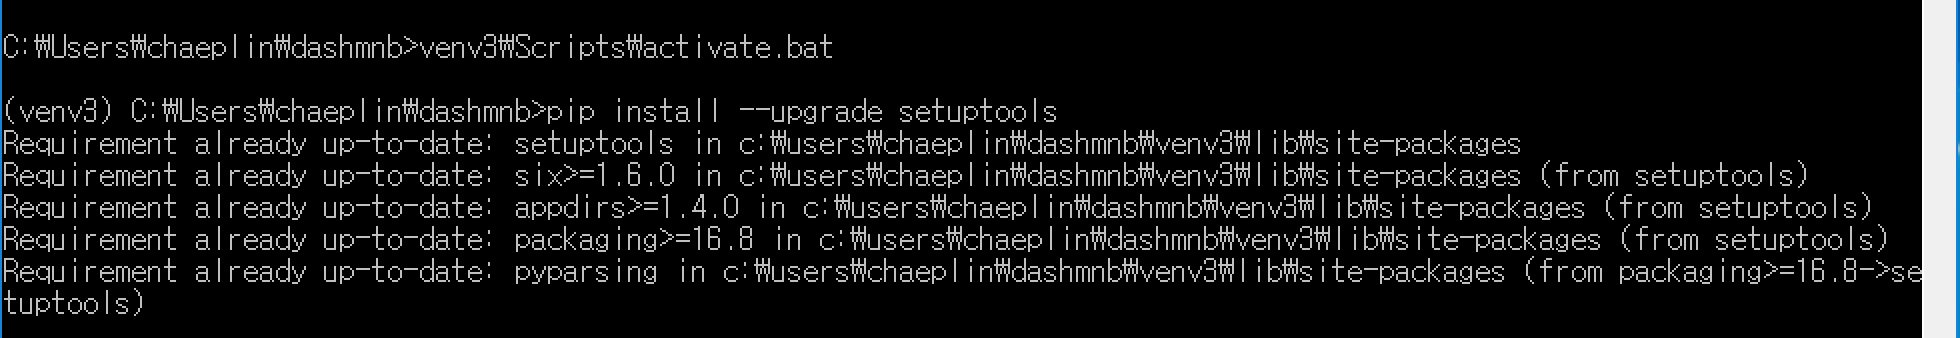 C:₩Users₩chaeplin₩dashmnb>venv3₩Scripts₩activate.bat
(venv3) C:₩Users₩chaeplin₩dashmnb>pip install --upgrade setuptools
Requirement already up-to-date: setuptools in c:₩users₩chaeplin₩dashmnb₩venv3₩lib₩site-packages
Requirement already up-to-date: six>=1.6.0 in c:₩users₩chaeplin₩dashmnb₩venv3₩lib₩site-packages (from setuptools)
Requirement already up-to-date: appdirs>=1.4.0 in c:₩users₩chaeplin₩dashmnb₩venv3₩lib₩site-packages (from setuptools)
Requirement already up-to-date: packaging>=16.8 in c:₩users₩chaeplin₩dashmnb₩venv3₩lib₩site-packages (from setuptools)
Requirement already up-to-date: pyparsing in c:₩users₩chaeplin₩dashmnb₩venv3₩lib₩site-packages (from packaging>=16.8->se
tuptools)